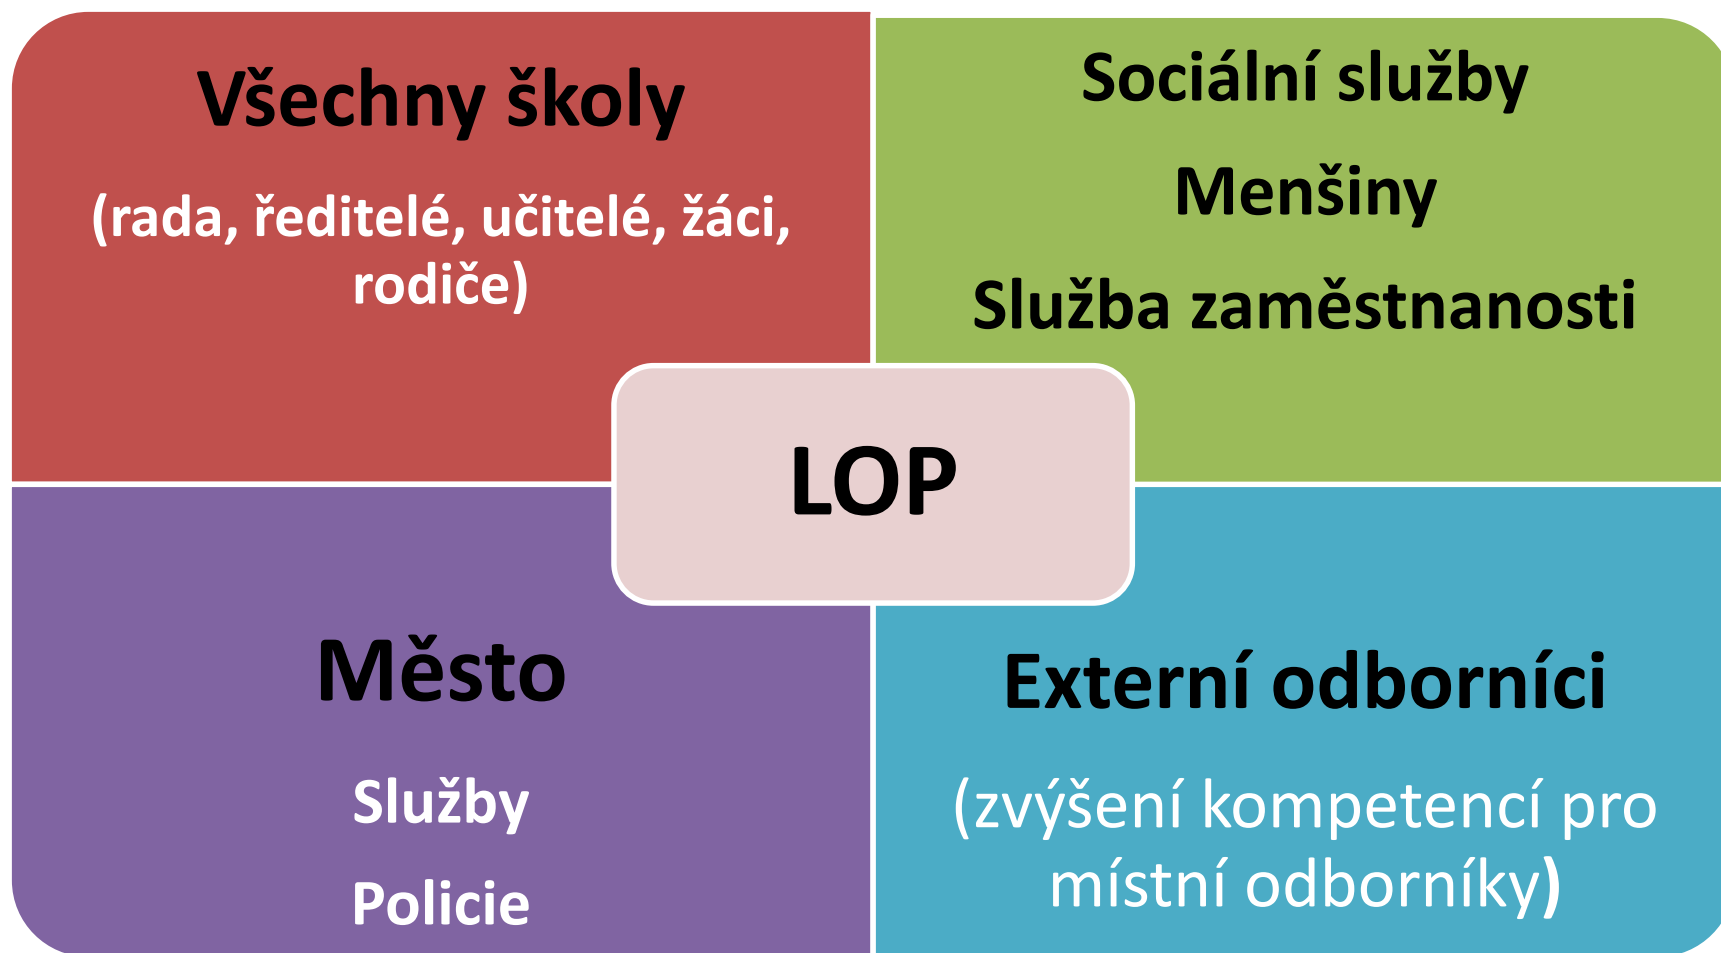 Všechny školy
(rada, ředitelé, učitelé, žáci,
rodiče)
Sociální služby
Menšiny
Služba zaměstnanosti
LOP
Město
Služby
Policie
Externí odborníci
(zvýšení kompetencí pro
místní odborníky)